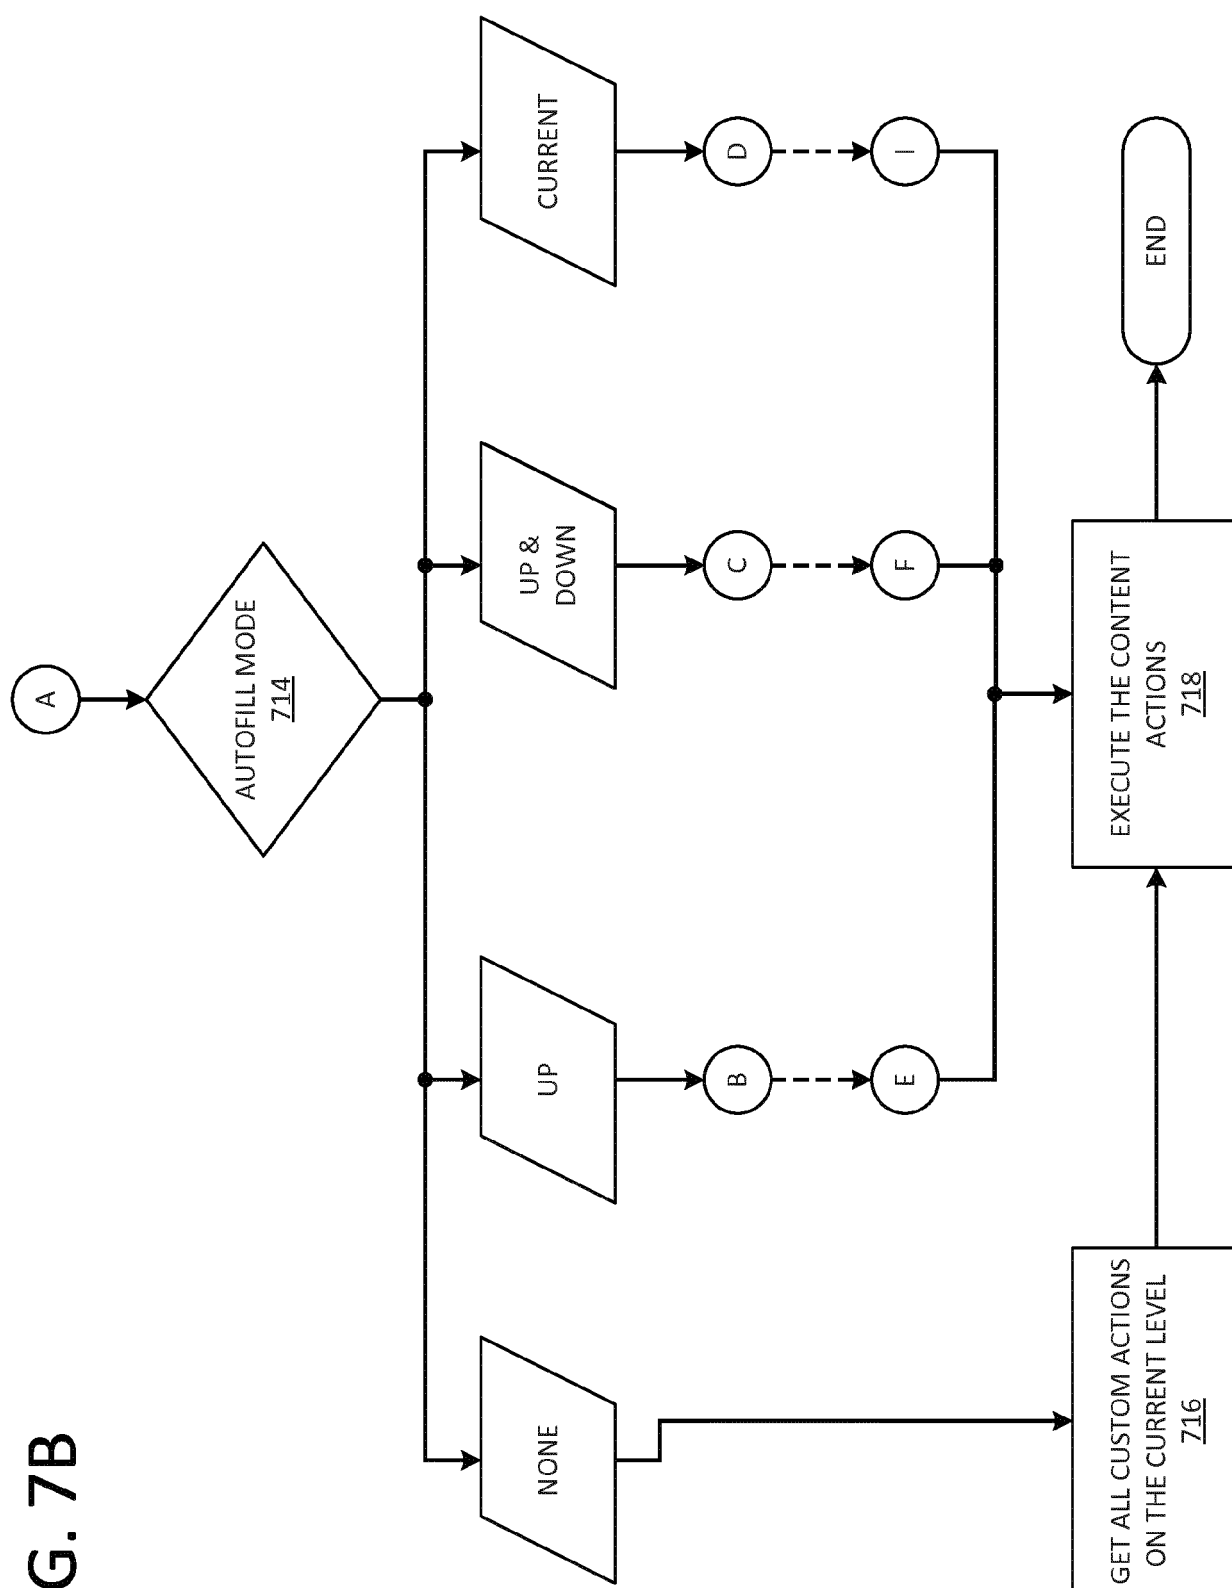 G. 7B
A
AUTOFILL MODE
714
NONE
UP
UP &
DOWN
CURRENT
B
C
D
E
F
I
GET ALL CUSTOM ACTIONS
ON THE CURRENT LEVEL
716
EXECUTE THE CONTENT
ACTIONS
718
END